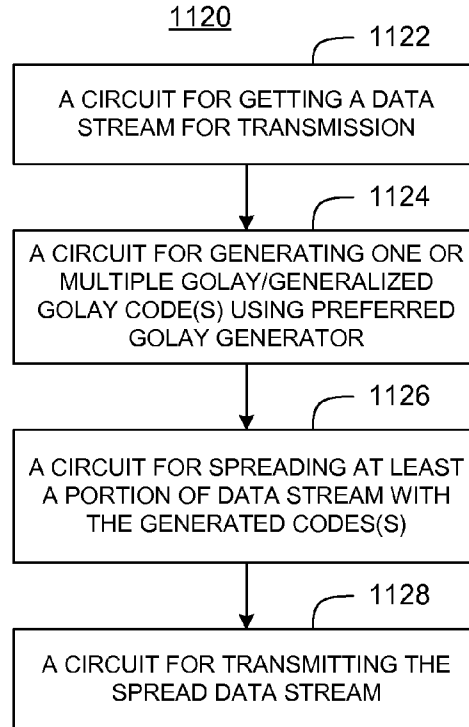 1120
1122
A CIRCUIT FOR GETTING A DATA
STREAM FOR TRANSMISSION
1124
A CIRCUIT FOR GENERATING ONE OR
MULTIPLE GOLAY/GENERALIZED
GOLAY CODE(S) USING PREFERRED
GOLAY GENERATOR
1126
A CIRCUIT FOR SPREADING AT LEAST
A PORTION OF DATA STREAM WITH
THE GENERATED CODES(S)
1128
A CIRCUIT FOR TRANSMITTING THE
SPREAD DATA STREAM